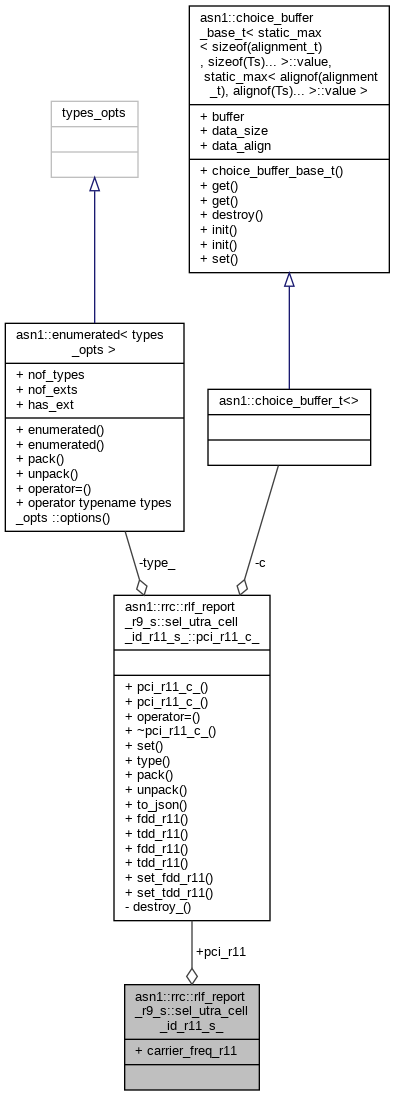 asn1::choice_buffer
_base_t< static_max
< sizeof(alignment_t)
, sizeof(Ts)... >::value,
static_max< alignof(alignment
_t), alignof(Ts)... >::value >
+ buffer
+ data_size
+ data_align
+ choice_buffer_base_t()
+ get()
+ get()
+ destroy()
+ init()
+ init()
+ set()
types_opts
asn1::enumerated< types
_opts >
+ nof_types
+ nof_exts
+ has_ext
+ enumerated()
+ enumerated()
+ pack()
+ unpack()
+ operator=()
+ operator typename types
_opts ::options()
asn1::choice_buffer_t<>
-type_
-c
asn1::rrc::rlf_report
_r9_s::sel_utra_cell
_id_r11_s_::pci_r11_c_
+ pci_r11_c_()
+ pci_r11_c_()
+ operator=()
+ ~pci_r11_c_()
+ set()
+ type()
+ pack()
+ unpack()
+ to_json()
+ fdd_r11()
+ tdd_r11()
+ fdd_r11()
+ tdd_r11()
+ set_fdd_r11()
+ set_tdd_r11()
- destroy_()
+pci_r11
asn1::rrc::rlf_report
_r9_s::sel_utra_cell
_id_r11_s_
+ carrier_freq_r11